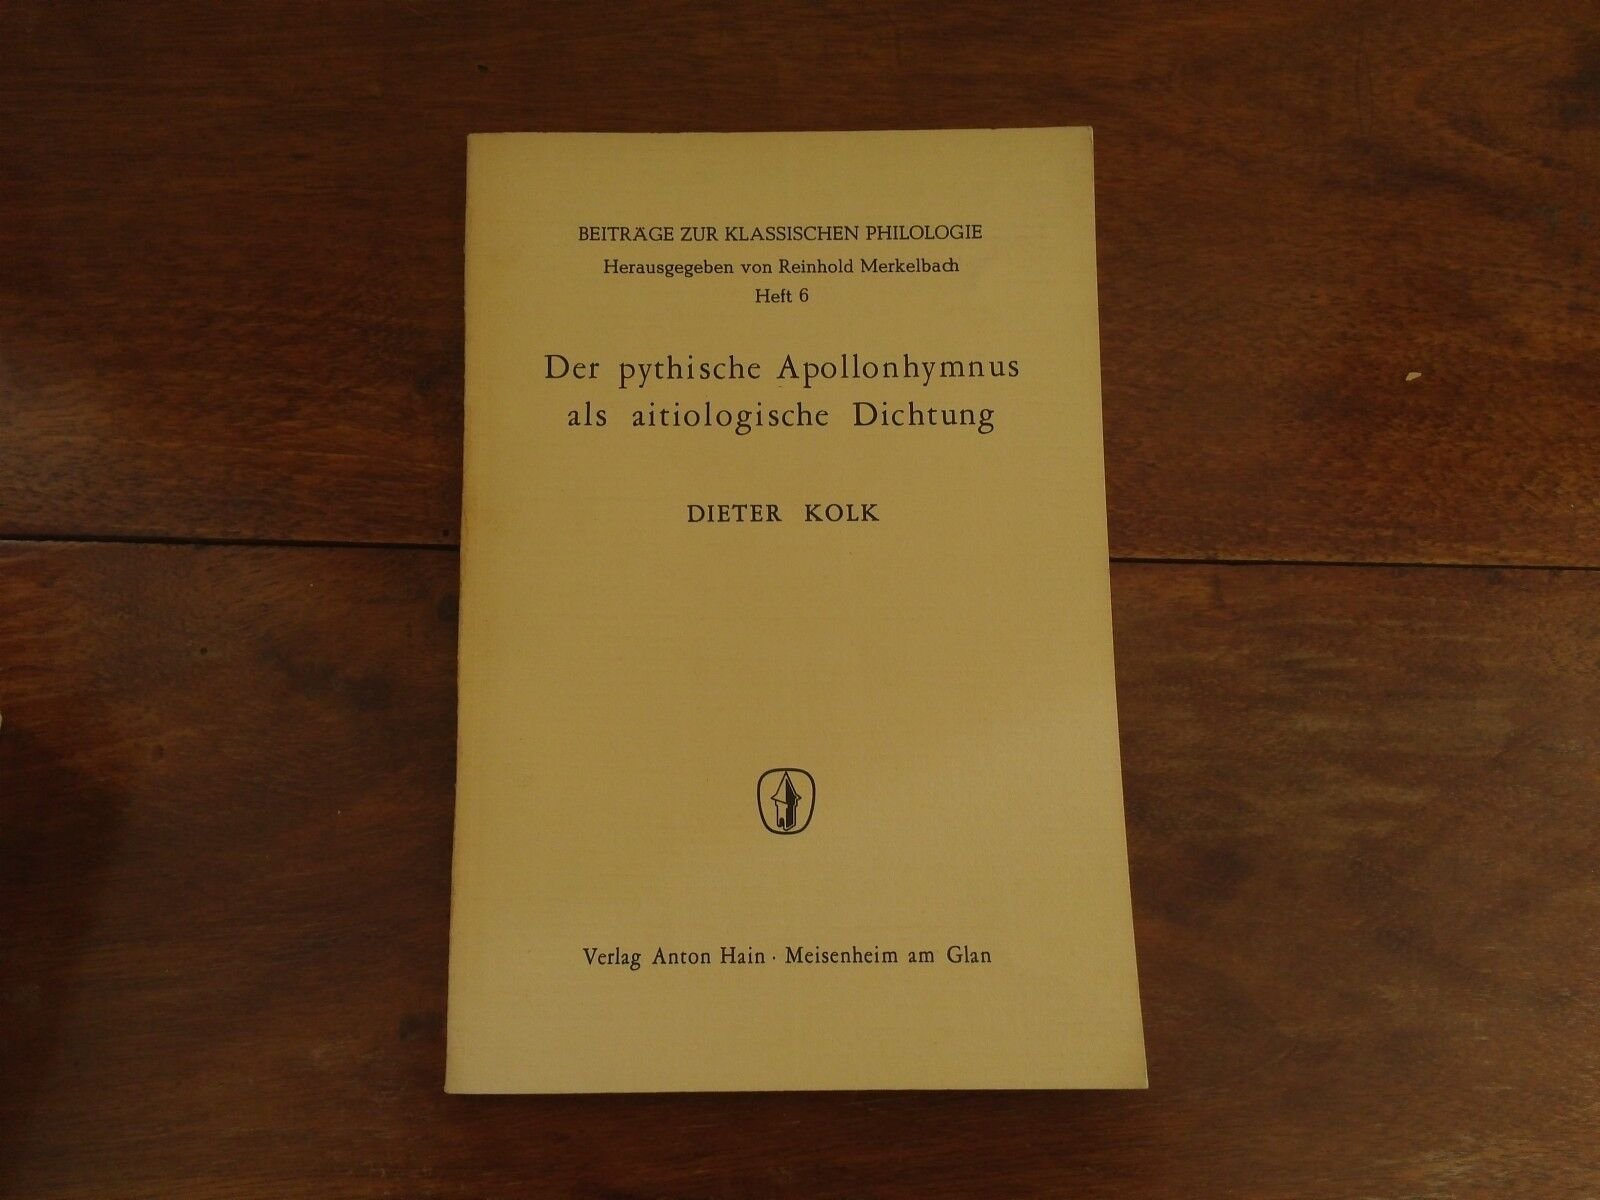 BEITRÄGE ZUR KLASSISCHEN PHILOLOGIE
Herausgegeben von Reinhold Merkelbach
Heft 6
Der pythische Apollonhymnus
als aitiologische Dichtung
DIETER KOLK
Verlag Anton Hain · Meisenheim am Glan